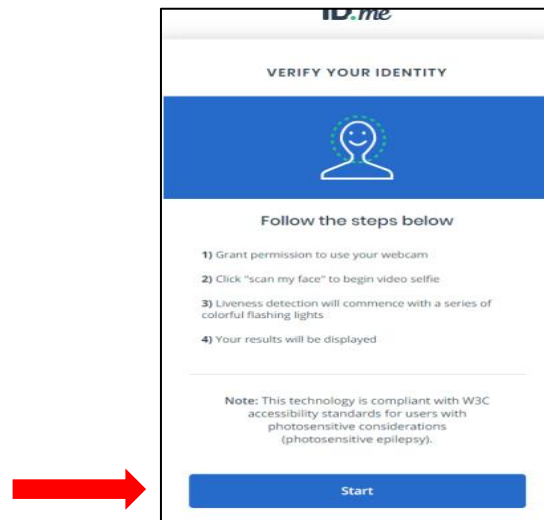 ID.me
VERIFY YOUR IDENTITY
Follow the steps below
1) Grant permission to use your webcam
2) Click "scan my face" to begin video selfie
3) Liveness detection will commence with a series of
colorful flashing lights
4) Your results will be displayed
Note: This technology is compliant with W3C
accessibility standards for users with
photosensitive considerations
(photosensitive epilepsy).
Start